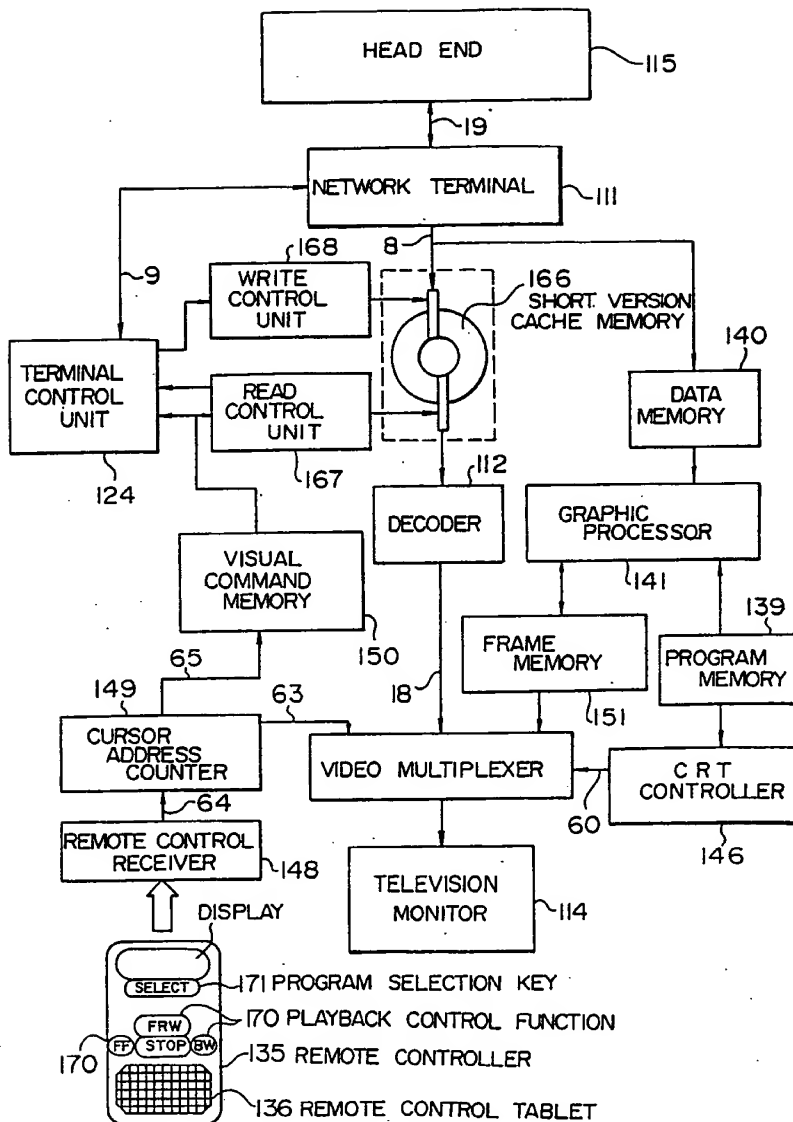 HEAD END
115
19
NETWORK TERMINAL
111
8
9
168
WRITE
CONTROL
UNIT
166
SHORT VERSION
CACHE MEMORY
140
TERMINAL
CONTROL
UNIT
124
READ
CONTROL
UNIT
167
DATA
MEMORY
112
DECODER
GRAPHIC
PROCESSOR
141
VISUAL
COMMAND
MEMORY
150
139
FRAME
MEMORY
151
PROGRAM
MEMORY
65
149
63
18
CURSOR
ADDRESS
COUNTER
VIDEO MULTIPLEXER
60
CRT
CONTROLLER
146
64
REMOTE CONTROL
RECEIVER
148
TELEVISION
MONITOR
114
DISPLAY
SELECT
171 PROGRAM SELECTION KEY
FRW
170 PLAYBACK CONTROL FUNCTION
FF
STOP
BW
170
135 REMOTE CONTROLLER
136 REMOTE CONTROL TABLET